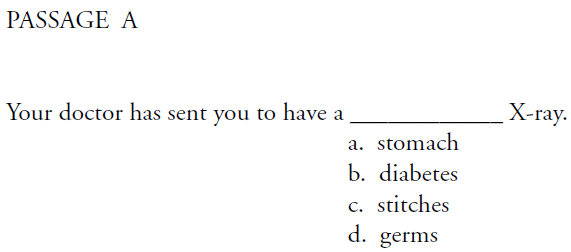 PASSAGE A
Your doctor has sent you to have a ____________ X-ray.
a. stomach
b. diabetes
c. stitches
d. germs